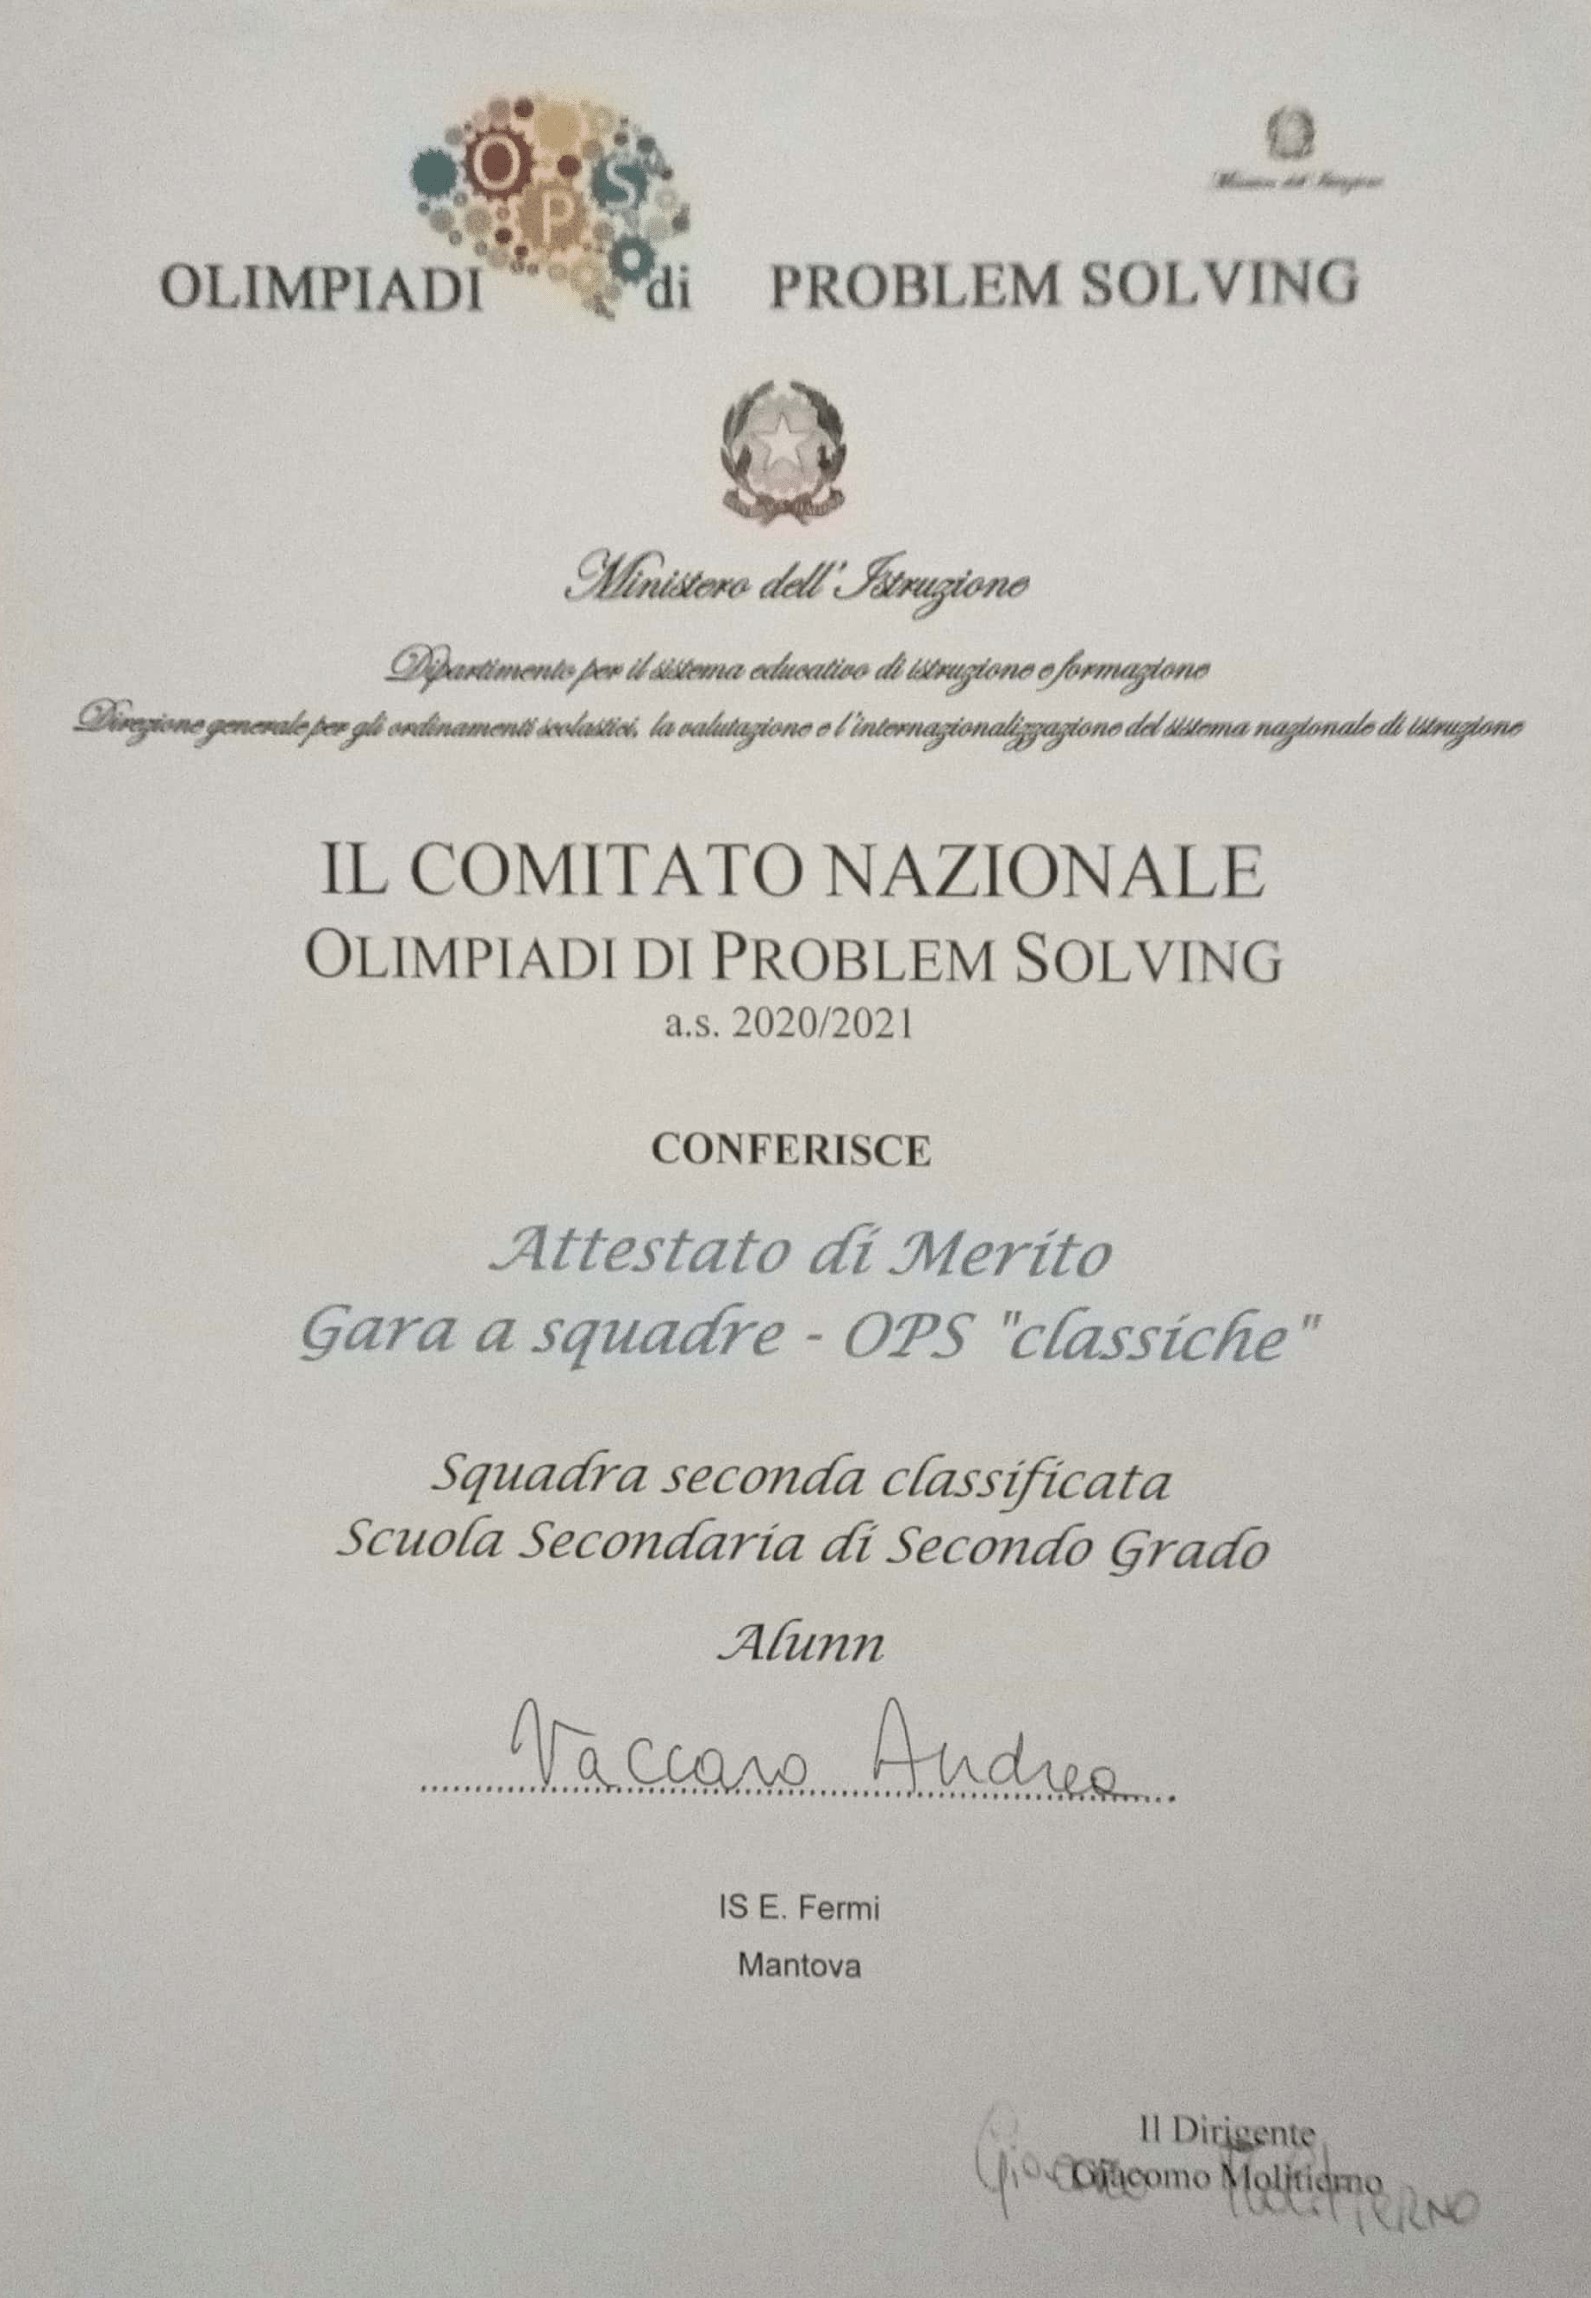 O P S
Ministero dell'Istruzione
OLIMPIADI di PROBLEM SOLVING
Ministero dell'Istruzione
Dipartimento per il sistema educativo di istruzione e formazione
Direzione generale per gli ordinamenti scolastici, la valutazione e l'internazionalizzazione del sistema nazionale di istruzione
IL COMITATO NAZIONALE
OLIMPIADI DI PROBLEM SOLVING
a.s. 2020/2021
CONFERISCE
Attestato di Merito
Gara a squadre - OPS "classiche"
Squadra seconda classificata
Scuola Secondaria di Secondo Grado
Alunn
Vaccaro Andrea
IS E. Fermi
Mantova
Il Dirigente
Giacomo Molitierno
Giacomo MOLITIERNO